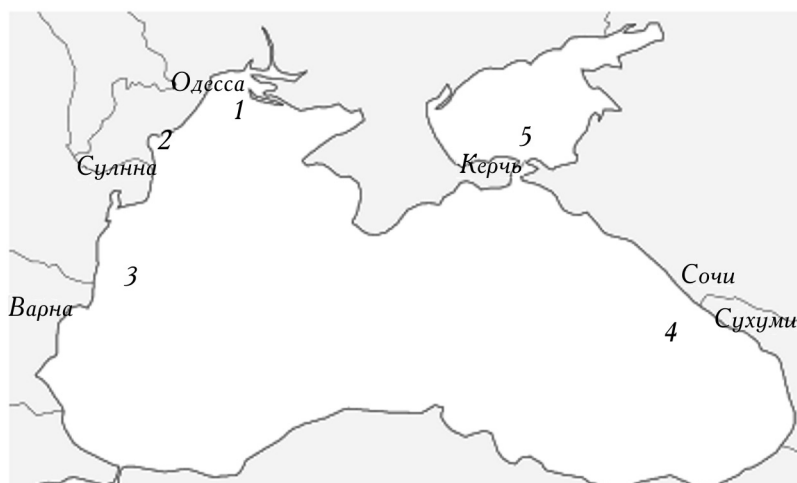 Одесса
1
5
2
Сулнна
Керчь
3
Сочи
Варна
Сухуми
4